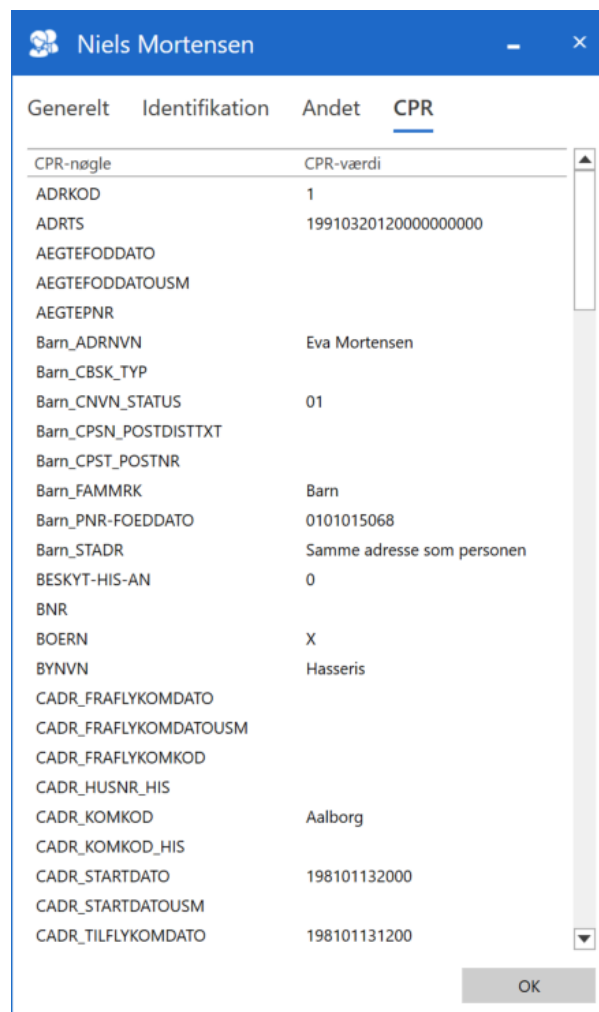 Niels Mortensen
Generelt Identifikation Andet CPR
CPR-nøgle CPR-værdi
ADRKOD 1
ADRTS 19910320120000000000
AEGTEFODDATO
AEGTEFODDATOUSM
AEGTEPNR
Barn_ADRNVN Eva Mortensen
Barn_CBSK_TYP
Barn_CNVN_STATUS 01
Barn_CPSN_POSTDISTTXT
Barn_CPST_POSTNR
Barn_FAMMRK Barn
Barn_PNR-FOEDDATO 0101015068
Barn_STADR Samme adresse som personen
BESKYT-HIS-AN 0
BNR
BOERN X
BYNVN Hasseris
CADR_FRAFLYKOMDATO
CADR_FRAFLYKOMDATOUSM
CADR_FRAFLYKOMKOD
CADR_HUSNR_HIS
CADR_KOMKOD Aalborg
CADR_KOMKOD_HIS
CADR_STARTDATO 198101132000
CADR_STARTDATOUSM
CADR_TILFLYKOMDATO 198101131200
OK